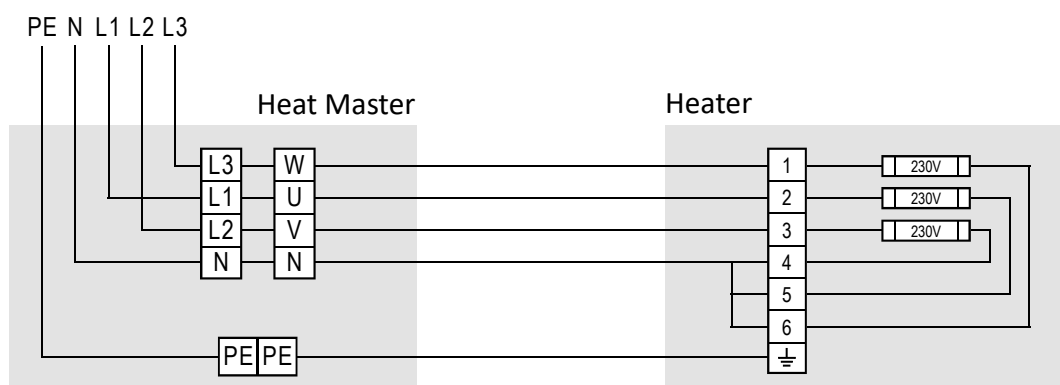 PE N L1 L2 L3
Heat Master
Heater
L3 W 1 230V
L1 U 2 230V
L2 V 3 230V
N N 4
5
6
PE PE